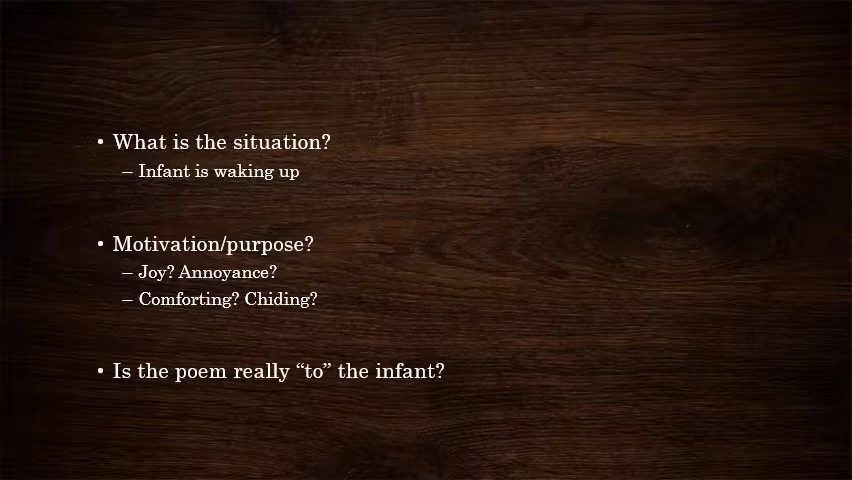 • What is the situation?
– Infant is waking up
• Motivation/purpose?
– Joy? Annoyance?
– Comforting? Chiding?
• Is the poem really “to” the infant?